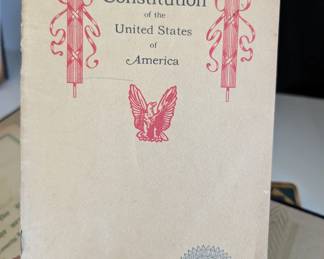 Constitution
of the
United States
of
America